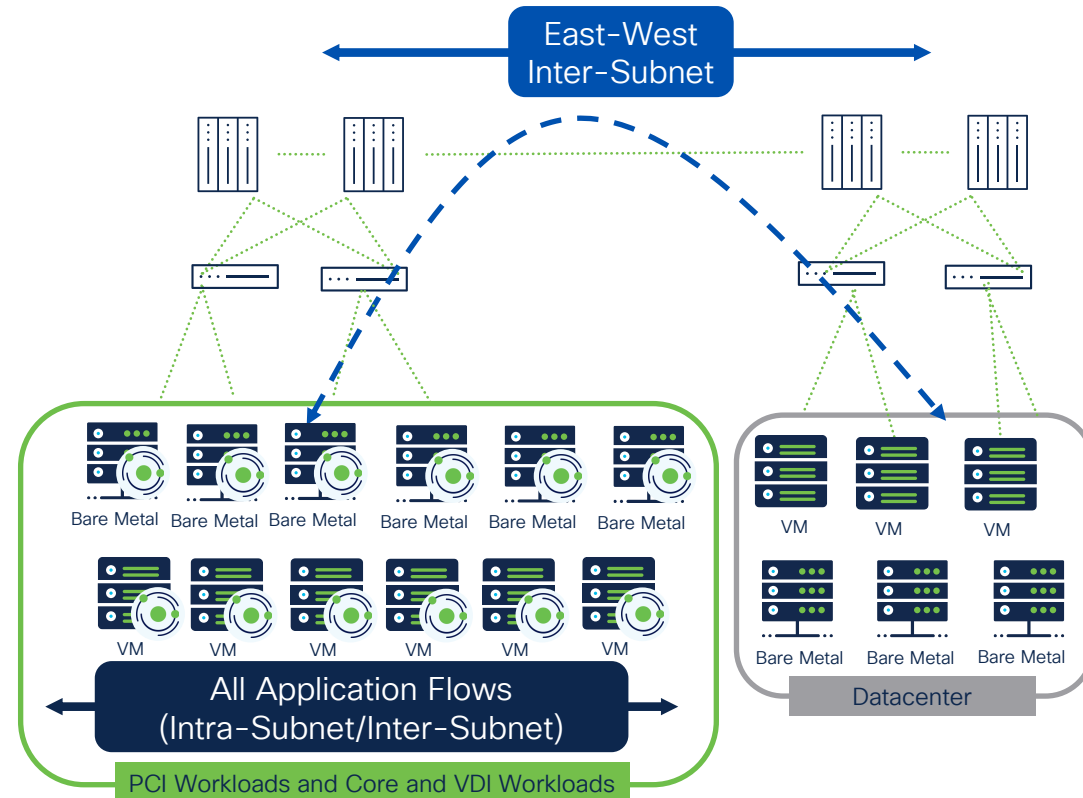 East-West
Inter-Subnet
Bare Metal
Bare Metal
Bare Metal
Bare Metal
Bare Metal
Bare Metal
VM
VM
VM
VM
VM
VM
VM
VM
VM
Bare Metal
Bare Metal
Bare Metal
All Application Flows
(Intra-Subnet/Inter-Subnet)
Datacenter
PCI Workloads and Core and VDI Workloads